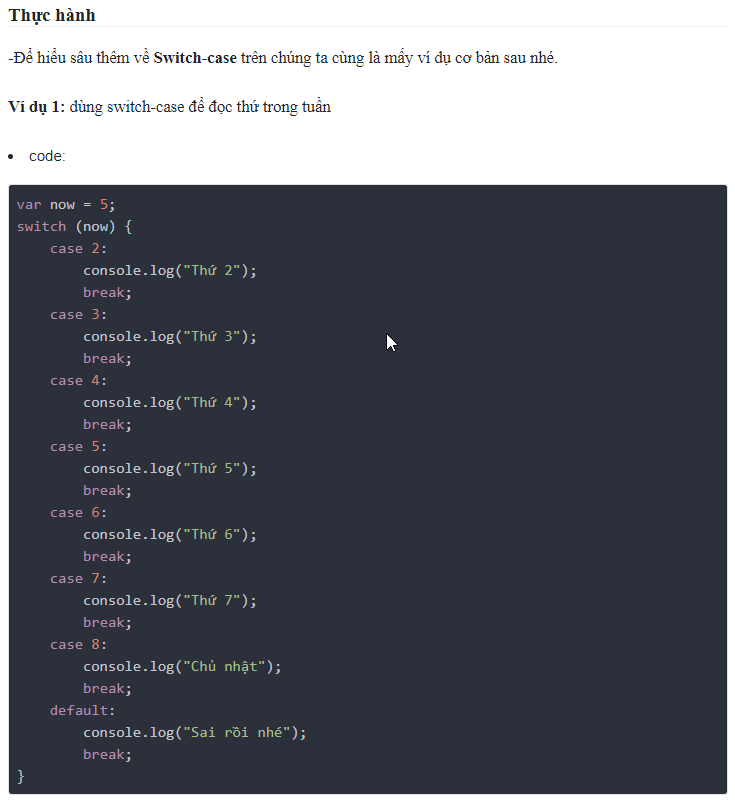 Thực hành
-Để hiểu sâu thêm về Switch-case trên chúng ta cùng là mấy ví dụ cơ bản sau nhé.
Ví dụ 1: dùng switch-case để đọc thứ trong tuần
• code:
var now = 5;
switch (now) {
    case 2:
        console.log("Thứ 2");
        break;
    case 3:
        console.log("Thứ 3");
        break;
    case 4:
        console.log("Thứ 4");
        break;
    case 5:
        console.log("Thứ 5");
        break;
    case 6:
        console.log("Thứ 6");
        break;
    case 7:
        console.log("Thứ 7");
        break;
    case 8:
        console.log("Chủ nhật");
        break;
    default:
        console.log("Sai rồi nhé");
        break;
}